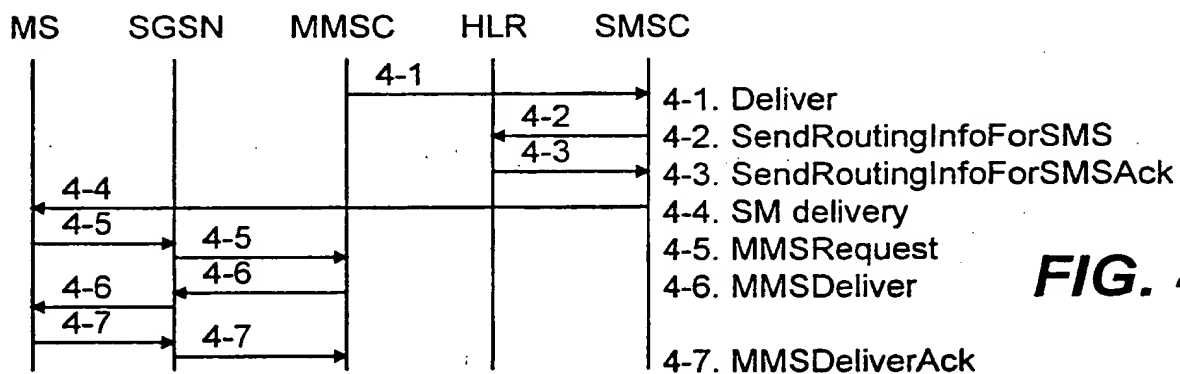 MS SGSN MMSC HLR SMSC
4-1
4-1. Deliver
4-2
4-2. SendRoutingInfoForSMS
4-3
4-3. SendRoutingInfoForSMSAck
4-4
4-4. SM delivery
4-5
4-5
4-5. MMSRequest
4-6
4-6
4-6. MMSDeliver
FIG.
4-7
4-7
4-7. MMSDeliverAck